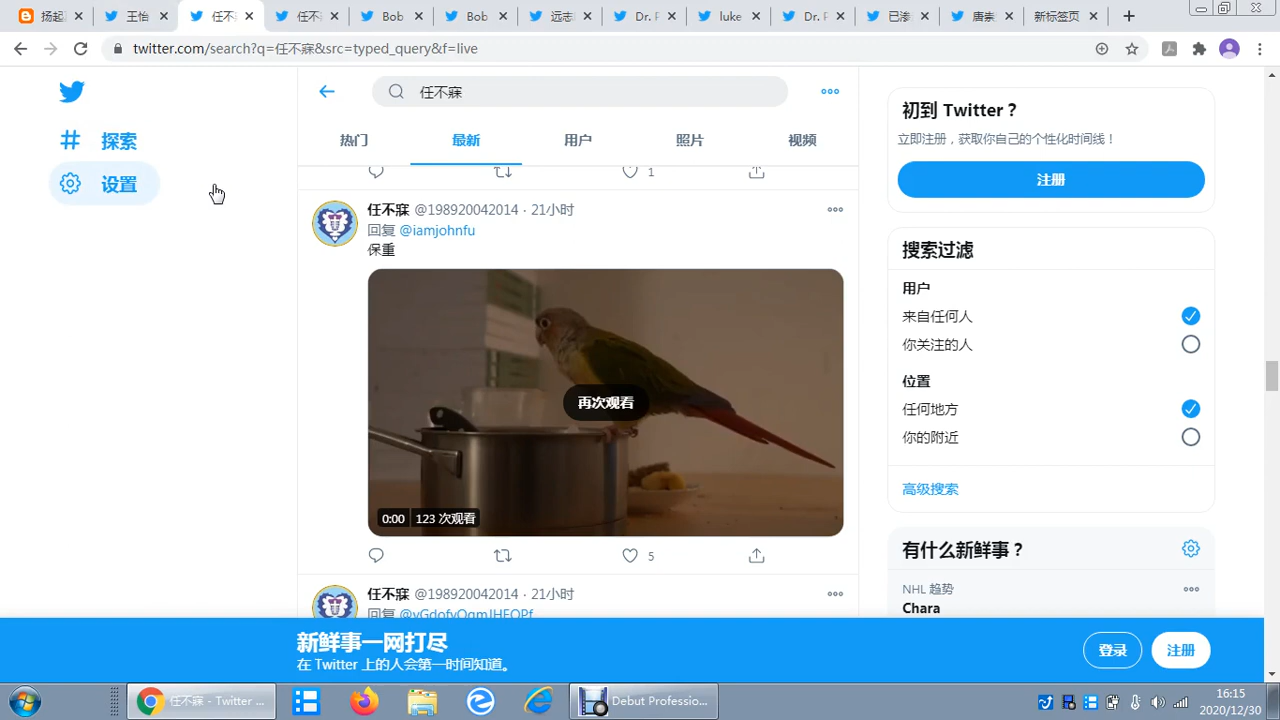 扬起
王怡
任不
任不
Bob
Bob
远志
Dr. F
luke
Dr. F
已滦
唐崇
新标签页
twitter.com/search?q=任不寐&src=typed_query&f=live
探索
设置
任不寐
热门
最新
用户
照片
视频
1
任不寐 @198920042014 · 21小时
回复 @iamjohnfu
保重
再次观看
0:00
123 次观看
5
任不寐 @198920042014 · 21小时
回复
初到 Twitter？
立即注册，获取你自己的个性化时间线！
注册
搜索过滤
用户
来自任何人
你关注的人
位置
任何地方
你的附近
高级搜索
有什么新鲜事？
NHL 趋势
Chara
新鲜事一网打尽
在 Twitter 上的人会第一时间知道。
登录
注册
任不寐 - Twitter ...
Debut Professio...
16:15
2020/12/30